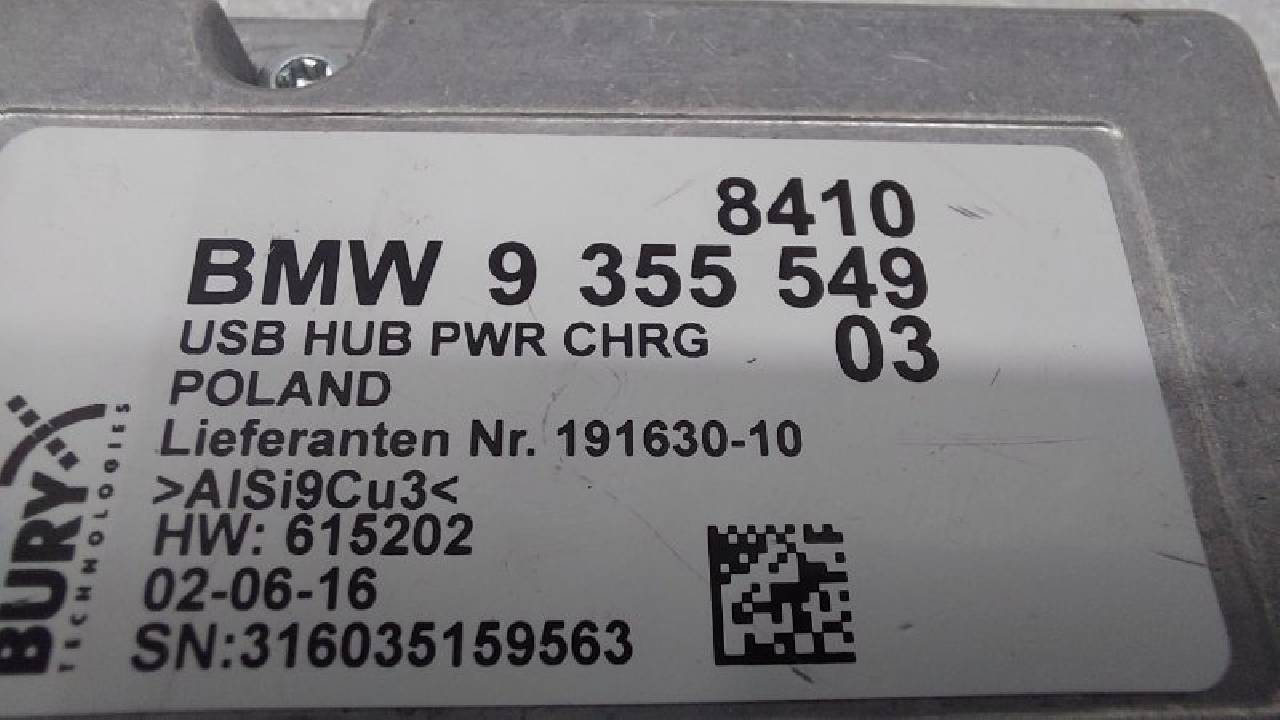 8410
BMW 9 355 549
USB HUB PWR CHRG 03
POLAND
Lieferanten Nr. 191630-10
>AlSi9Cu3<
HW: 615202
02-06-16
SN:316035159563
BURY
TECHNOLOGIES